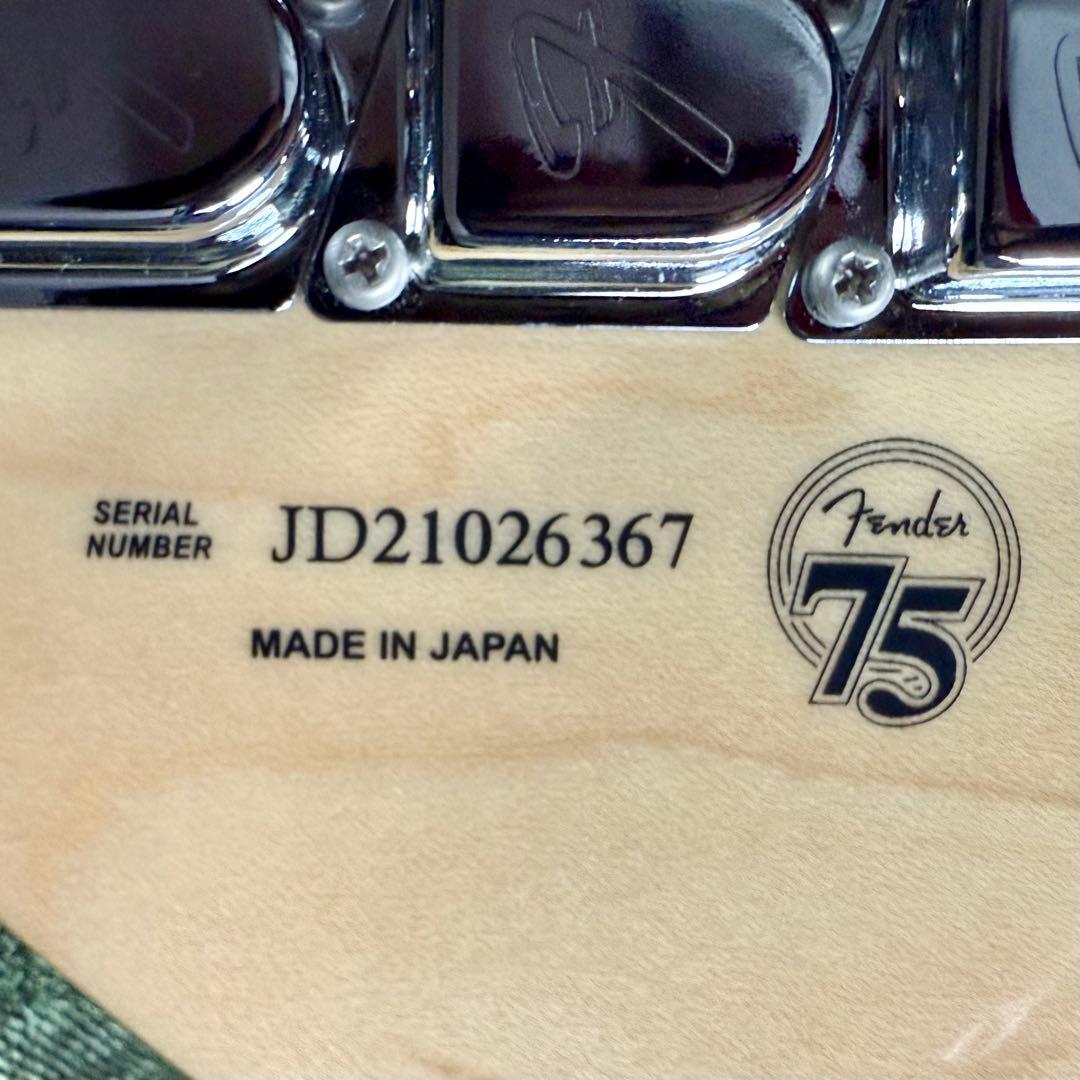 F
SERIAL
NUMBER
JD21026367
MADE IN JAPAN
Fender
75